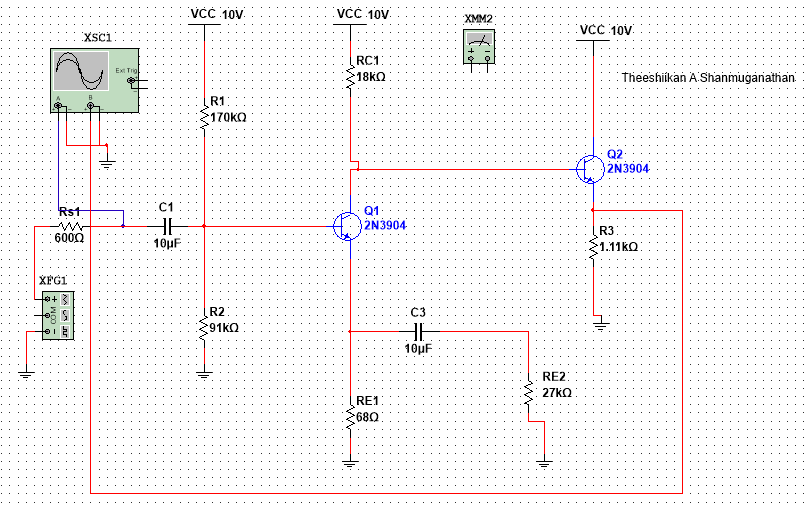 VCC 10V
VCC 10V
XMM2
VCC 10V
XSC1
Ext Trig
A
B
Theeshiikan A Shanmuganathan
RC1
18kΩ
R1
170kΩ
Q2
2N3904
Rs1
600Ω
C1
10µF
Q1
2N3904
R3
1.11kΩ
XFG1
COM
R2
91kΩ
C3
10µF
RE2
27kΩ
RE1
68Ω